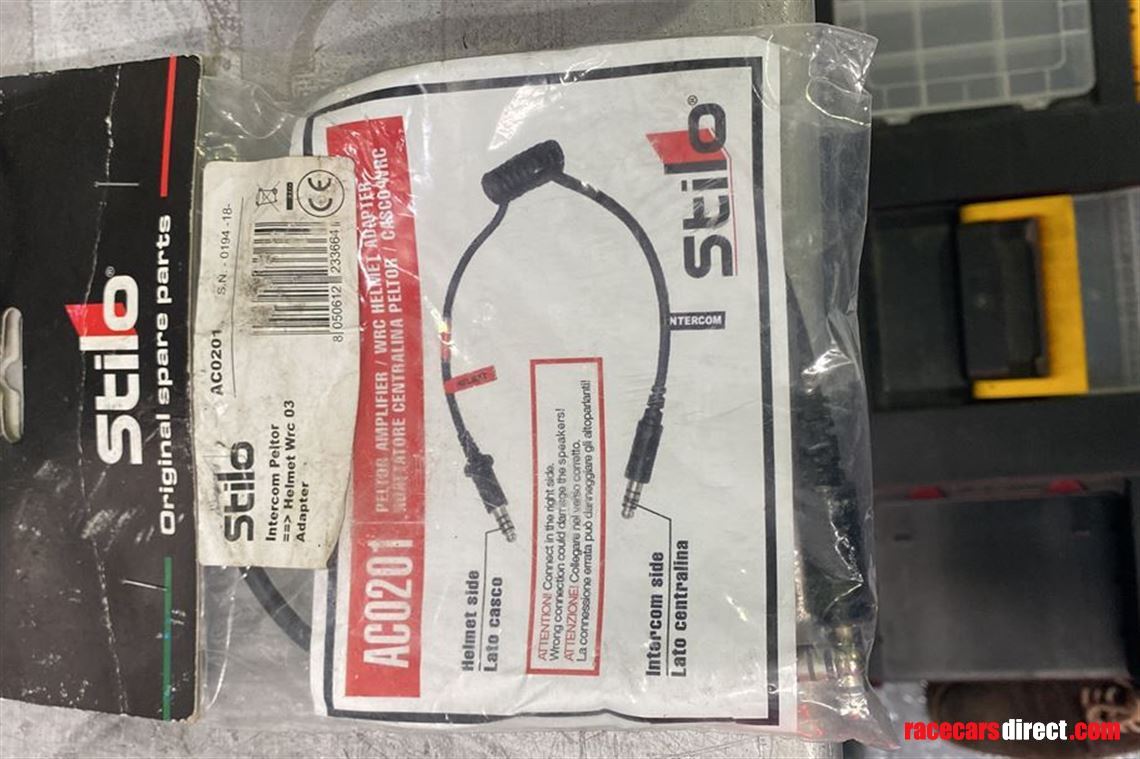 Stilo®
Original spare parts
AC0201
S.N - 0194 -18-
CE
8 050612 233664
Stilo
Intercom Peltor
==> Helmet Wrc 03
Adapter
AC0201
PELTOR AMPLIFIER / WRC HELMET ADAPTER
ADATTATORE CENTRALINA PELTOR / CASCO WRC
Stilo®
INTERCOM
Helmet side
Lato casco
ATTENTION! Connect in the right side.
Wrong connection could damage the speakers!
ATTENZIONE! Collegare nel verso corretto.
La connessione errata può danneggiare gli altoparlanti!
Intercom side
Lato centralina
racecarsdirect.com